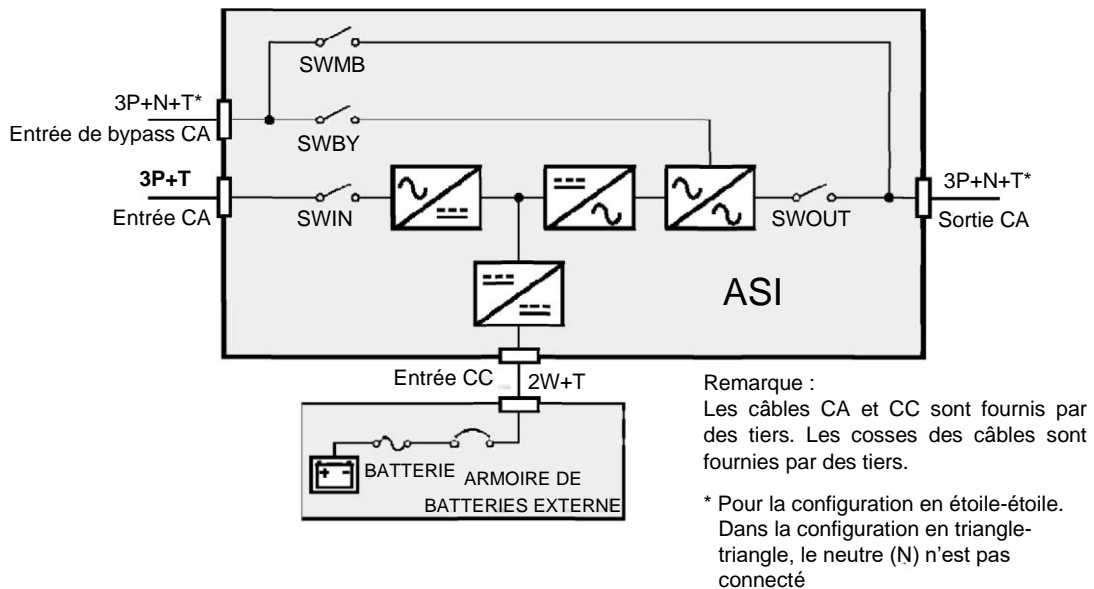 SWMB
3P+N+T*
Entrée de bypass CA
SWBY
3P+T
Entrée CA
SWIN
SWOUT
3P+N+T*
Sortie CA
ASI
Entrée CC
2W+T
BATTERIE
ARMOIRE DE
BATTERIES EXTERNE
Remarque :
Les câbles CA et CC sont fournis par
des tiers. Les cosses des câbles sont
fournies par des tiers.
* Pour la configuration en étoile-étoile.
Dans la configuration en triangle-
triangle, le neutre (N) n’est pas
connecté